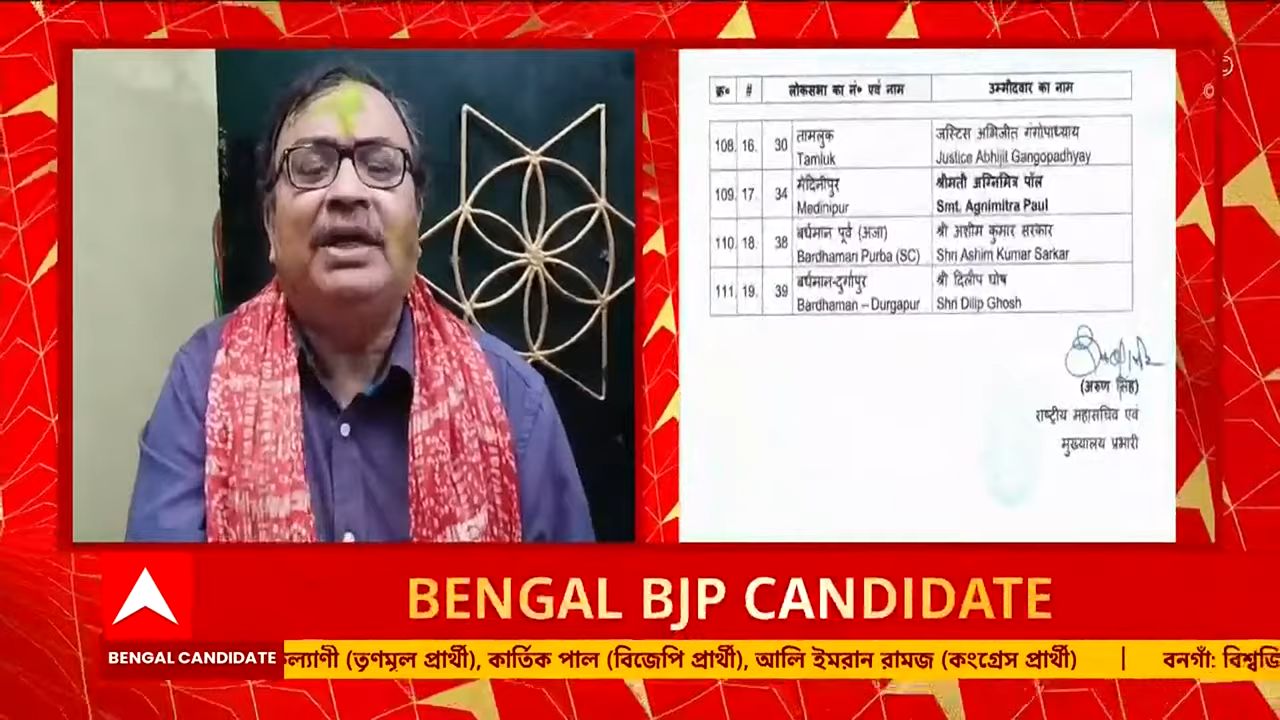 क्र० # लोकसभा का नं० एवं नाम उम्मीदवार का नाम
108. 16. 30 तामलुक जस्टिस अभिजीत गंगोपाध्याय
Tamluk Justice Abhijit Gangopadhyay
109. 17. 34 मेदिनीपुर श्रीमती अग्निमित्र पॉल
Medinipur Smt. Agnimitra Paul
110. 18. 38 बर्धमान पूर्व (अजा) श्री अशीम कुमार सरकार
Bardhaman Purba (SC) Shri Ashim Kumar Sarkar
111. 19. 39 बर्धमान-दुर्गापुर श्री दिलीप घोष
Bardhaman – Durgapur Shri Dilip Ghosh
(अरुण सिंह)
राष्ट्रीय महासचिव एवं
मुख्यालय प्रभारी
BENGAL BJP CANDIDATE
BENGAL CANDIDATE
(তৃণমূল প্রার্থী), কার্তিক পাল (বিজেপি প্রার্থী), আলি ইমরান রামজ (কংগ্রেস প্রার্থী) | বনগাঁ: